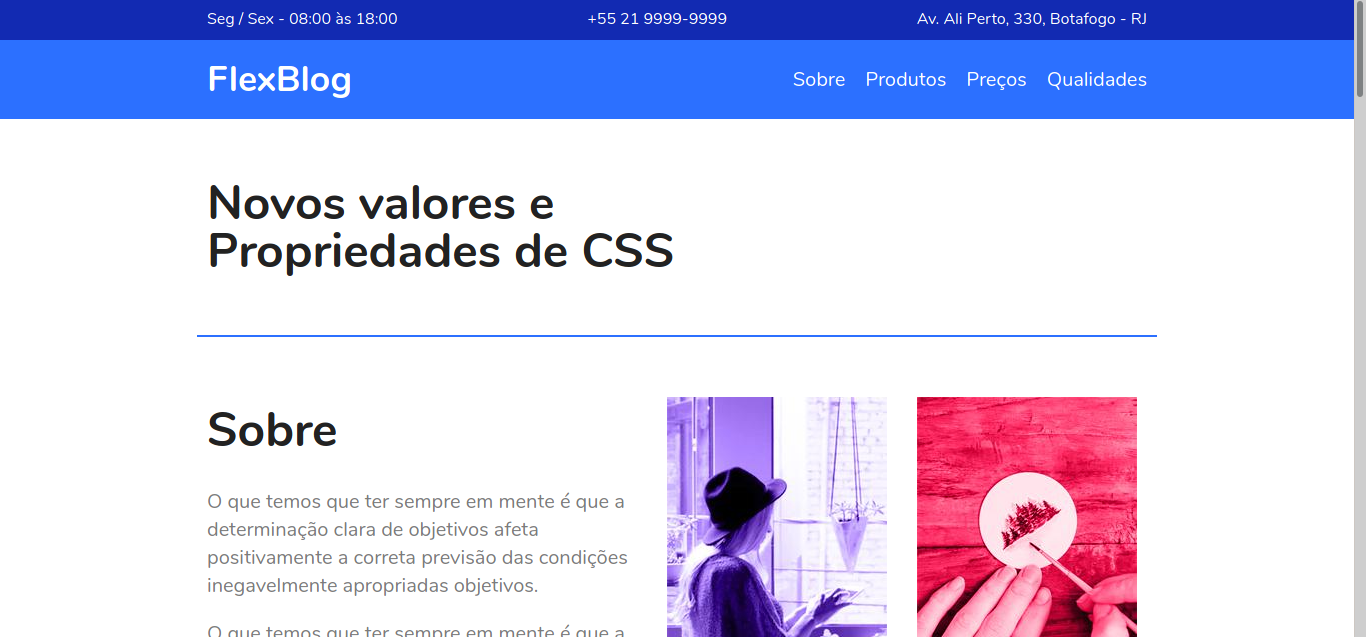 Seg / Sex - 08:00 às 18:00
+55 21 9999-9999
Av. Ali Perto, 330, Botafogo - RJ
FlexBlog
Sobre
Produtos
Preços
Qualidades
Novos valores e
Propriedades de CSS
Sobre
O que temos que ter sempre em mente é que a
determinação clara de objetivos afeta
positivamente a correta previsão das condições
inegavelmente apropriadas objetivos.
O que temos que ter sempre em mente é que a